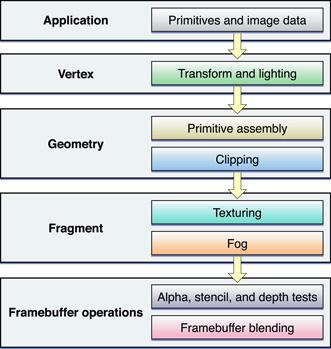 Application
Primitives and image data
Vertex
Transform and lighting
Geometry
Primitive assembly
Clipping
Fragment
Texturing
Fog
Framebuffer operations
Alpha, stencil, and depth tests
Framebuffer blending